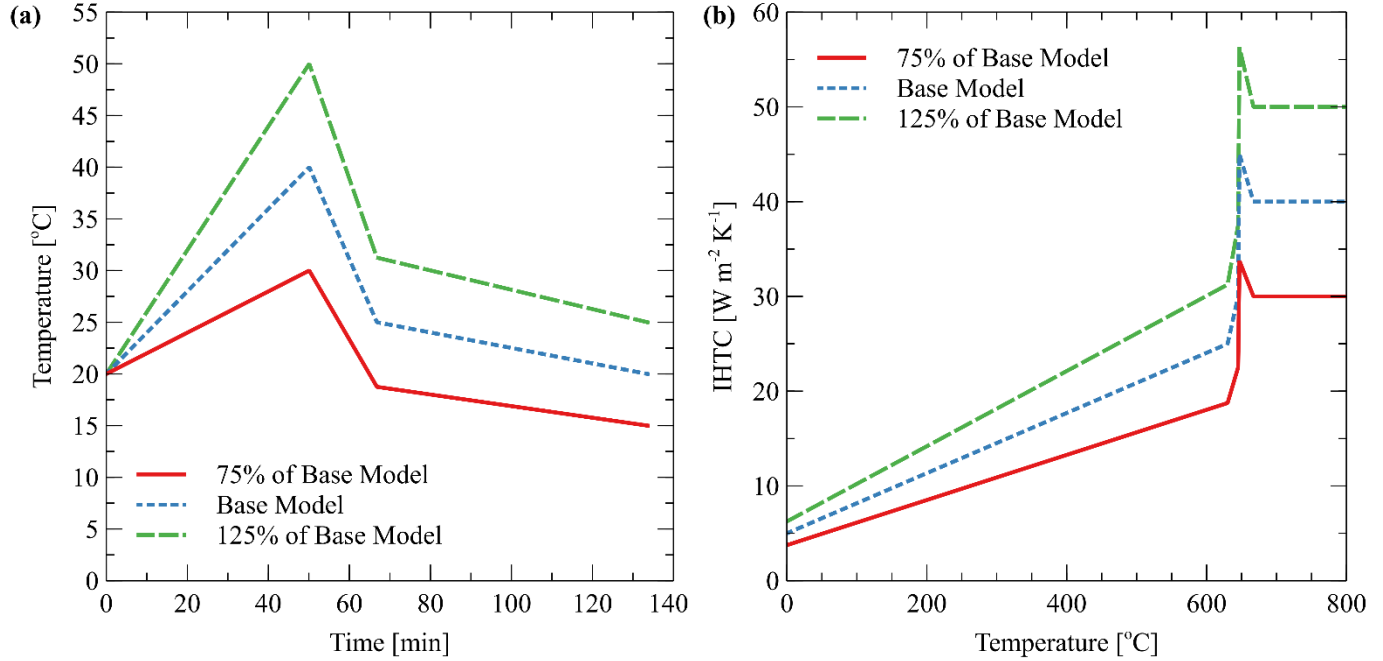 (a)
55
50
45
40
35
30
25
20
15
10
5
0
Temperature [°C]
75% of Base Model
Base Model
125% of Base Model
0 20 40 60 80 100 120 140
Time [min]
(b)
60
50
40
30
20
10
0
IHTC [W m⁻² K⁻¹]
75% of Base Model
Base Model
125% of Base Model
0 200 400 600 800
Temperature [°C]